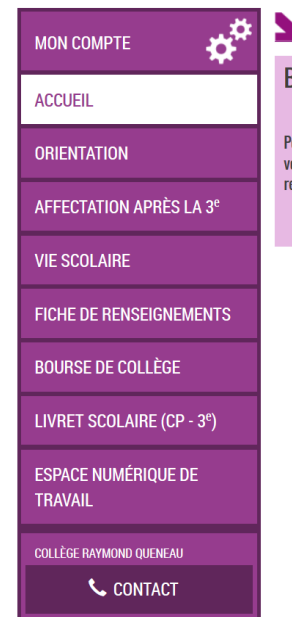 MON COMPTE
ACCUEIL
ORIENTATION
AFFECTATION APRÈS LA 3ᵉ
VIE SCOLAIRE
FICHE DE RENSEIGNEMENTS
BOURSE DE COLLÈGE
LIVRET SCOLAIRE (CP - 3ᵉ)
ESPACE NUMÉRIQUE DE
TRAVAIL
COLLÈGE RAYMOND QUENEAU
CONTACT